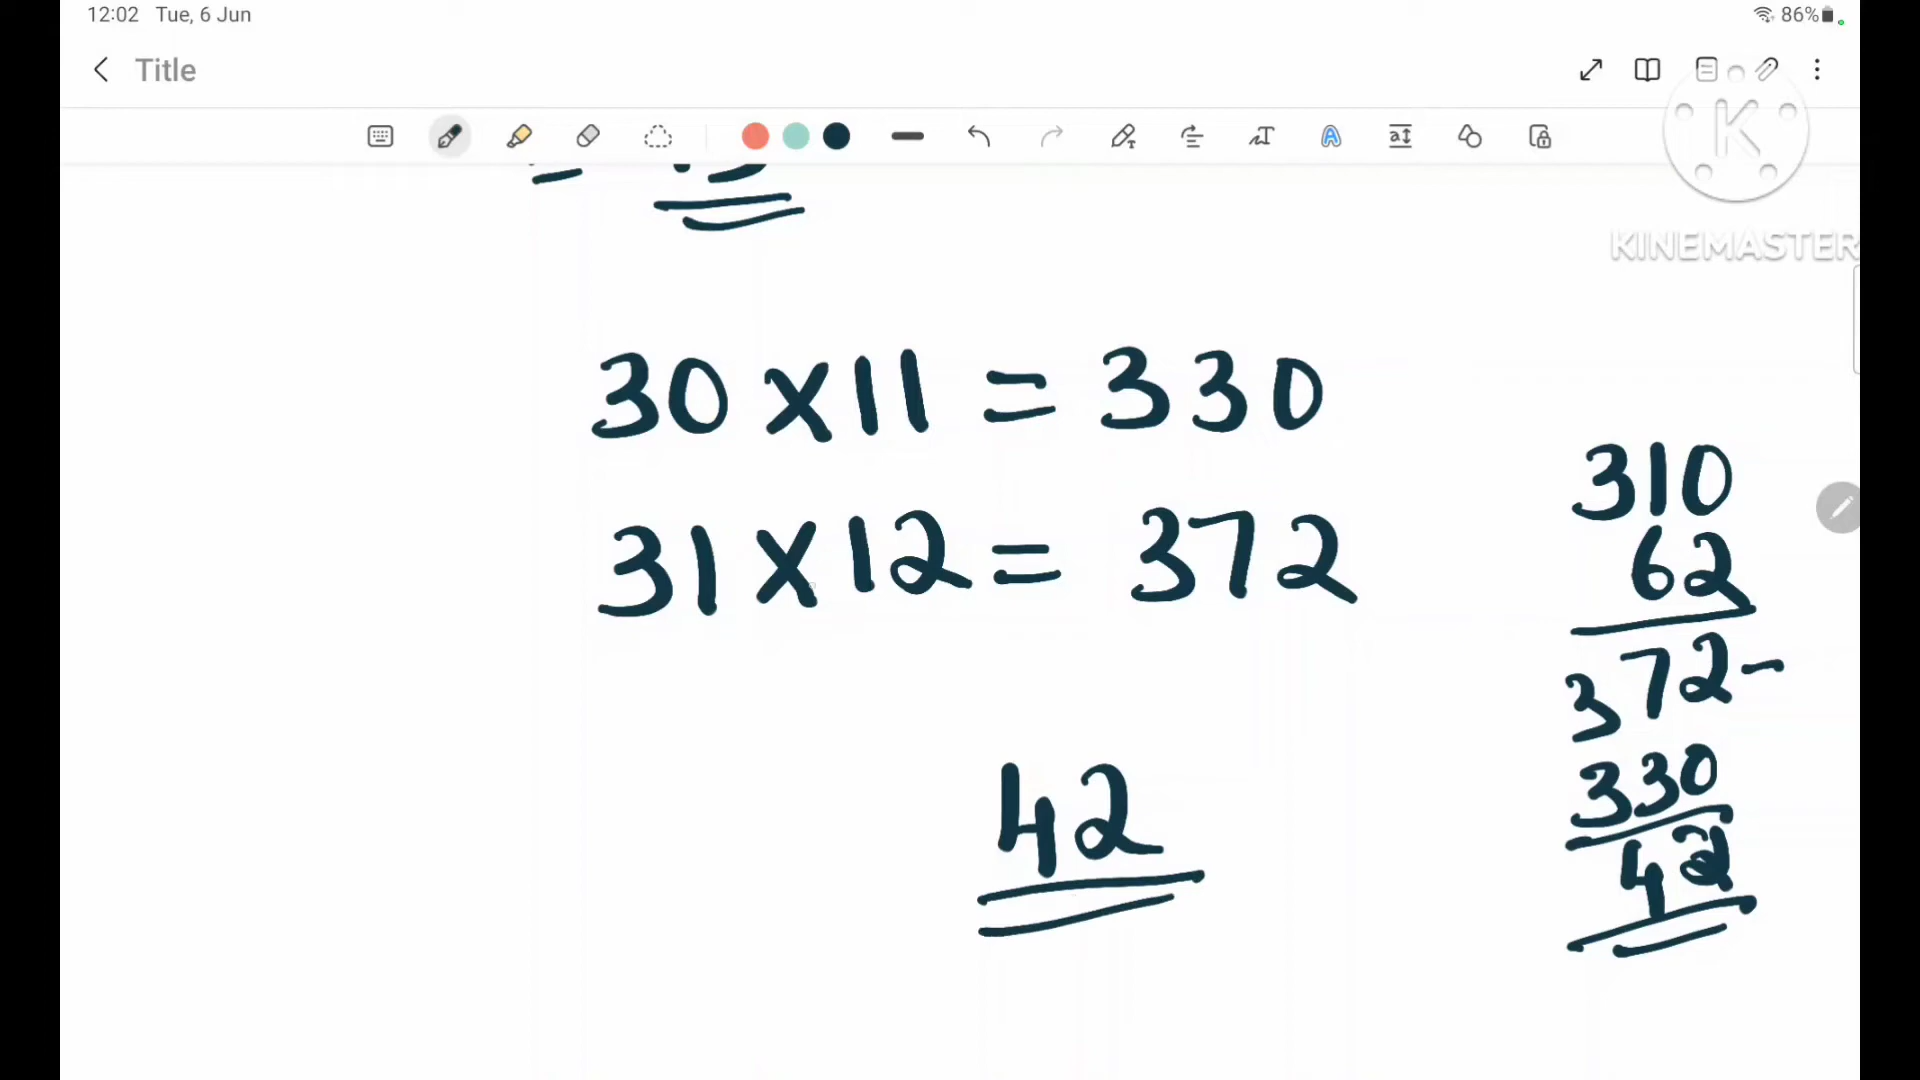 12:02 Tue, 6 Jun 86%
Title
KINEMASTER
30 x 11 = 330
31 x 12 = 372
42
310
62
372-
330
42